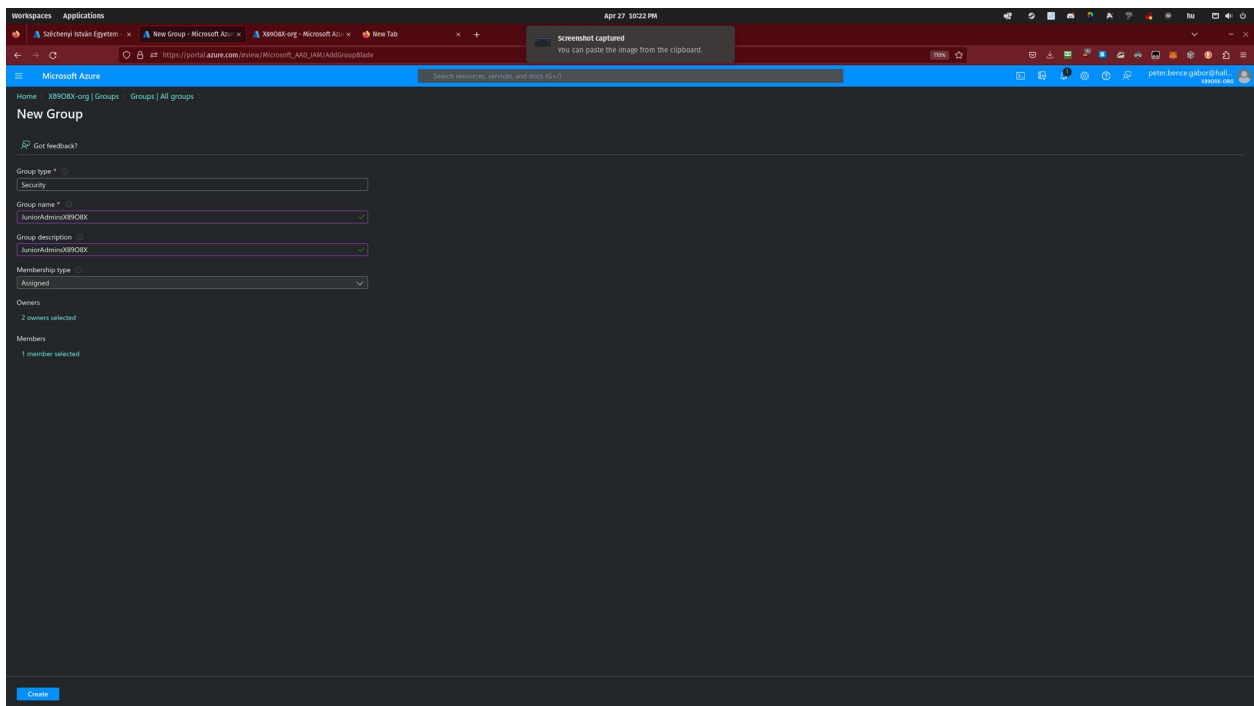 Workspaces Applications Apr 27 10:22 PM hu
Széchenyi István Egyetem - New Group - Microsoft Azur X89O8X-org - Microsoft Azu New Tab
Screenshot captured
You can paste the image from the clipboard.
https://portal.azure.com/#view/Microsoft_AAD_IAM/AddGroupBlade 110%
Microsoft Azure Search resources, services, and docs (G+/) 1 peter.bence.gabor@hall...
X89O8X-ORG
Home X89O8X-org | Groups Groups | All groups
New Group
Got feedback?
Group type *
Security
Group name *
JuniorAdminsX89O8X
Group description
JuniorAdminsX89O8X
Membership type
Assigned
Owners
2 owners selected
Members
1 member selected
Create